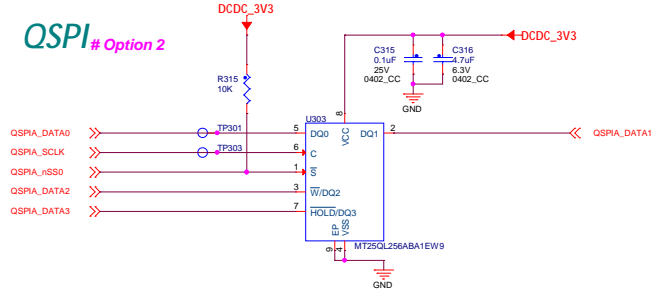 DCDC_3V3
QSPI # Option 2
DCDC_3V3
C315
0.1uF
25V
0402_CC
C316
4.7uF
6.3V
0402_CC
R315
10K
GND
U303
8
QSPIA_DATA0
TP301
5
DQ0
VCC
DQ1
2
QSPIA_DATA1
QSPIA_SCLK
TP303
6
C
QSPIA_nSS0
1
S
QSPIA_DATA2
3
W/DQ2
QSPIA_DATA3
7
HOLD/DQ3
EP
VSS
9
4
MT25QL256ABA1EW9
GND